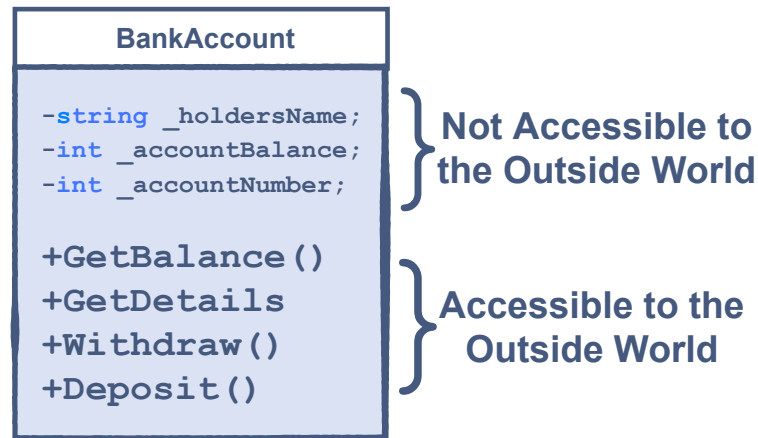 BankAccount
-string _holdersName;
-int _accountBalance;
-int _accountNumber;
Not Accessible to
the Outside World
+GetBalance()
+GetDetails
+Withdraw()
+Deposit()
Accessible to the
Outside World